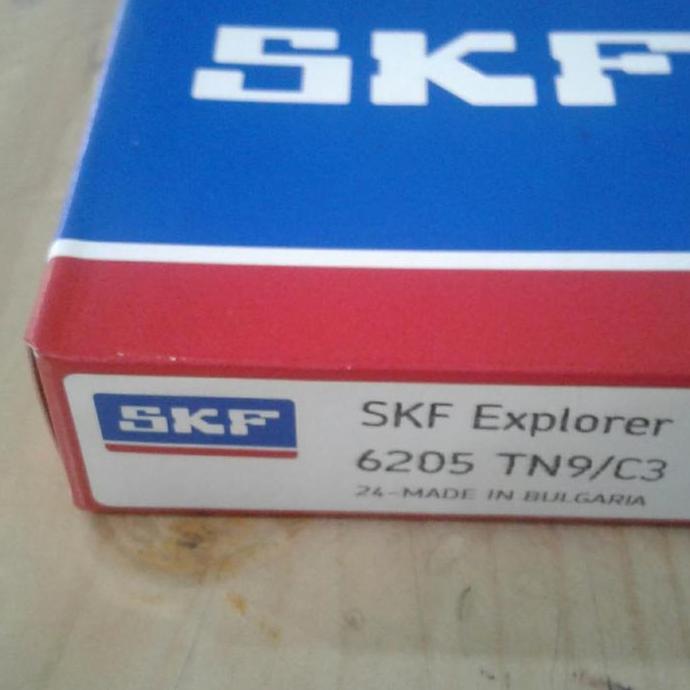 SKF
SKF
SKF Explorer
6205 TN9/C3
24-MADE IN BULGARIA